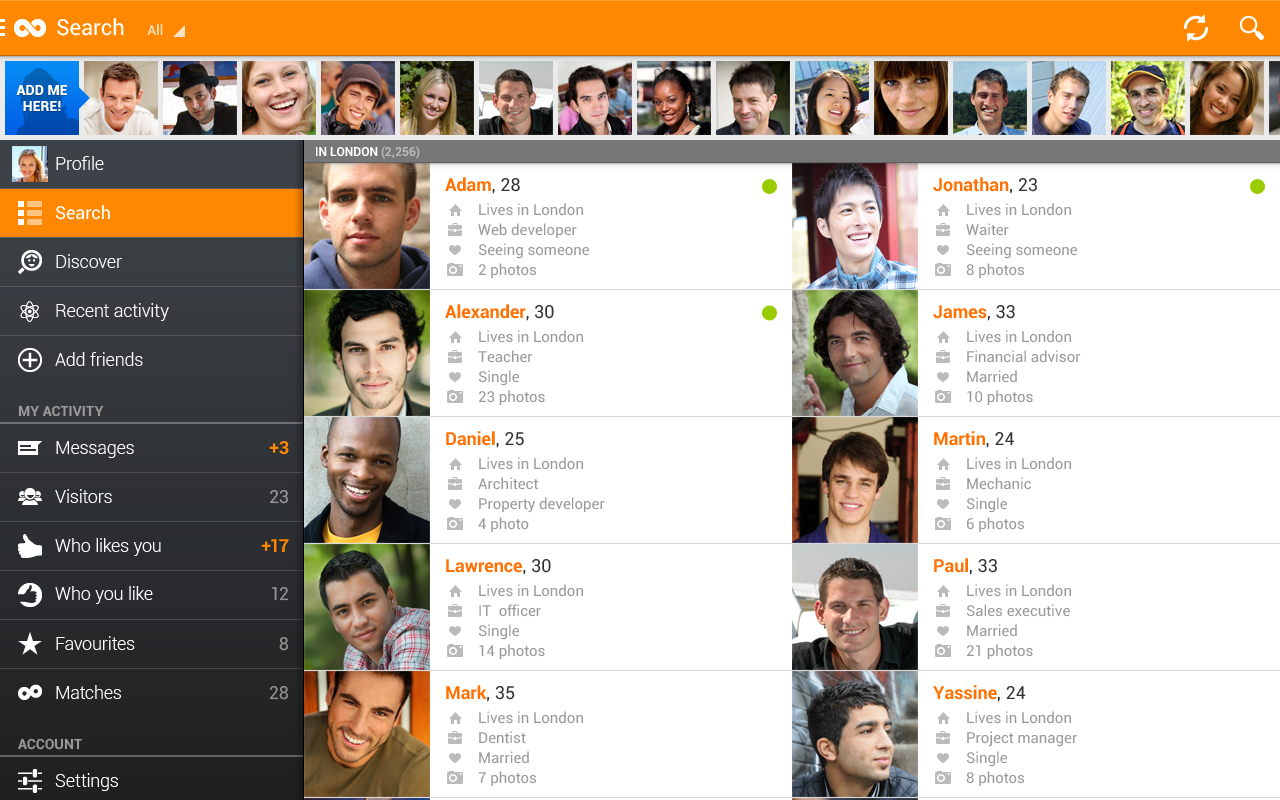 Search All
ADD ME
HERE!
Profile
Search
Discover
Recent activity
Add friends
MY ACTIVITY
Messages +3
Visitors 23
Who likes you +17
Who you like 12
Favourites 8
Matches 28
ACCOUNT
Settings
IN LONDON (2,256)
Adam, 28
Lives in London
Web developer
Seeing someone
2 photos
Jonathan, 23
Lives in London
Waiter
Seeing someone
8 photos
Alexander, 30
Lives in London
Teacher
Single
23 photos
James, 33
Lives in London
Financial advisor
Married
10 photos
Daniel, 25
Lives in London
Architect
Property developer
4 photo
Martin, 24
Lives in London
Mechanic
Single
6 photos
Lawrence, 30
Lives in London
IT officer
Single
14 photos
Paul, 33
Lives in London
Sales executive
Married
21 photos
Mark, 35
Lives in London
Dentist
Married
7 photos
Yassine, 24
Lives in London
Project manager
Single
8 photos